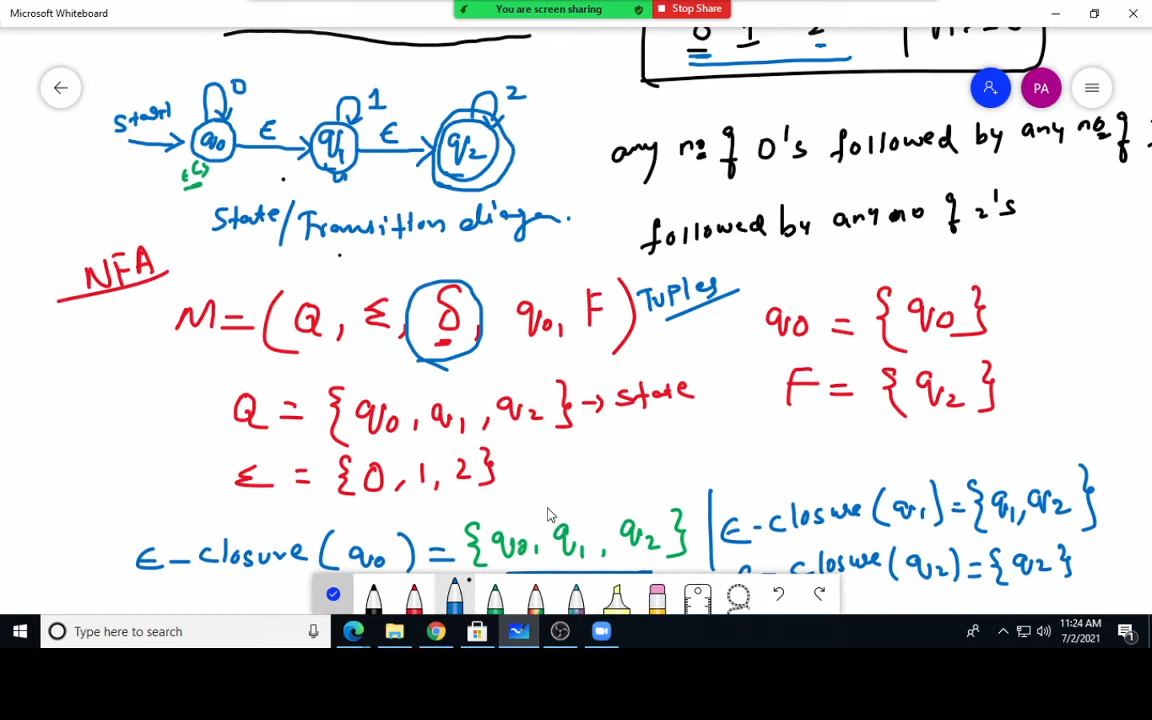 Microsoft Whiteboard
You are screen sharing
Stop Share
0 1 2
PA
Start
q0 ε q1 ε q2
0 1 2
State/Transition diagram.
any no of 0's followed by any no of
followed by any no of 2's
NFA
M=(Q, Σ, δ, q0, F) Tuples
q0 = {q0}
F = {q2}
Q = {q0, q1, q2} → state
Σ = {0, 1, 2}
ε-closure(q0) = {q0, q1, q2}
ε-closure(q1)={q1,q2}
closure(q2)={q2}
Type here to search
11:24 AM
7/2/2021
1